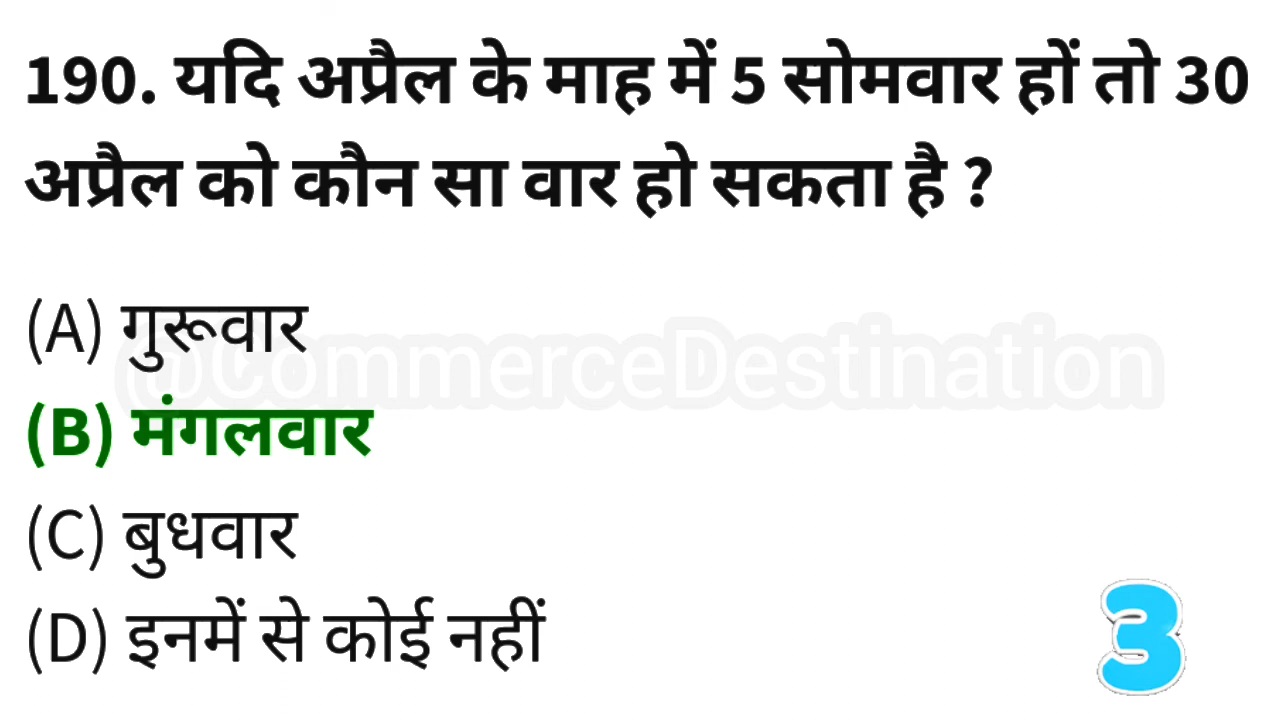 190. यदि अप्रैल के माह में 5 सोमवार हों तो 30
अप्रैल को कौन सा वार हो सकता है ?
(A) गुरूवार
@CommerceDestination
(B) मंगलवार
(C) बुधवार
(D) इनमें से कोई नहीं
3